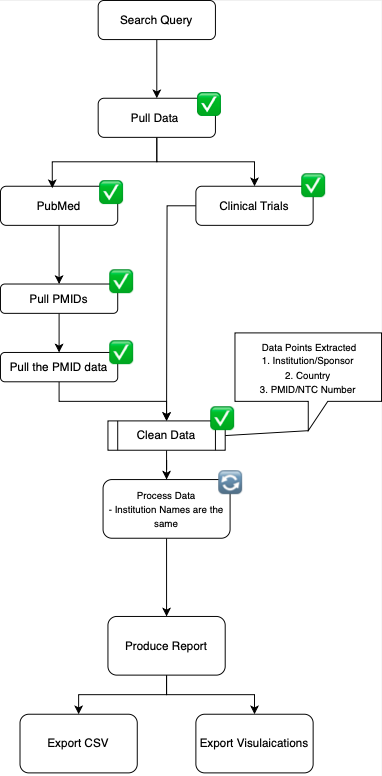 Search Query
Pull Data
PubMed
Clinical Trials
Pull PMIDs
Pull the PMID data
Data Points Extracted
1. Institution/Sponsor
2. Country
3. PMID/NTC Number
Clean Data
Process Data
- Institution Names are the
same
Produce Report
Export CSV
Export Visulaications